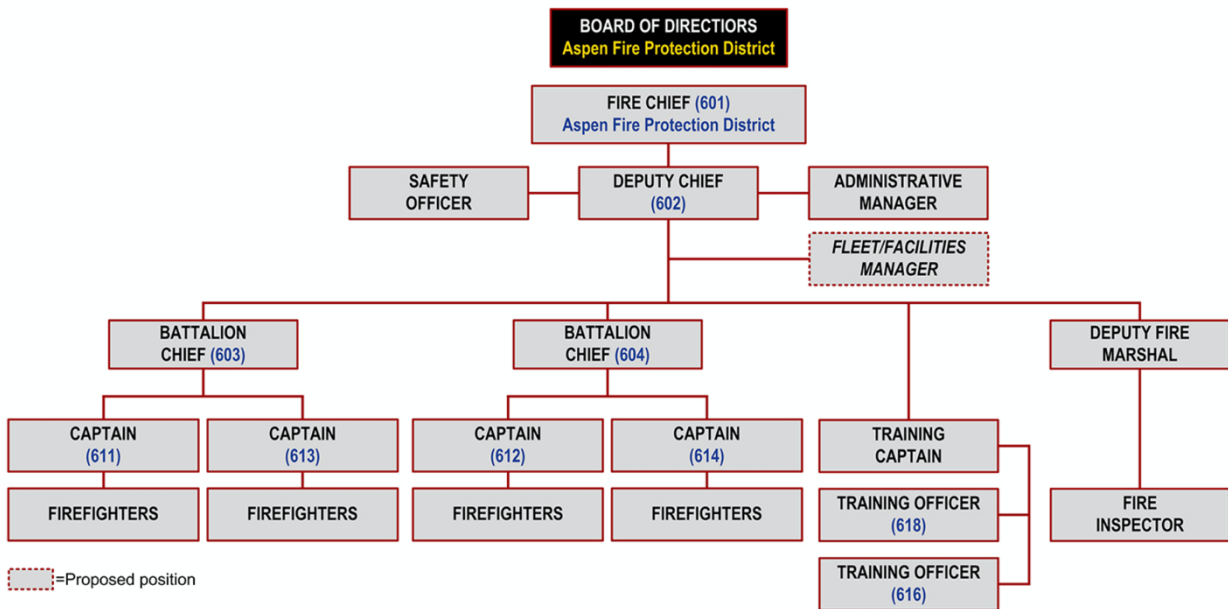 BOARD OF DIRECTIORS
Aspen Fire Protection District
FIRE CHIEF (601)
Aspen Fire Protection District
SAFETY
OFFICER
DEPUTY CHIEF
(602)
ADMINISTRATIVE
MANAGER
FLEET/FACILITIES
MANAGER
BATTALION
CHIEF (603)
BATTALION
CHIEF (604)
DEPUTY FIRE
MARSHAL
CAPTAIN
(611)
CAPTAIN
(613)
CAPTAIN
(612)
CAPTAIN
(614)
TRAINING
CAPTAIN
FIREFIGHTERS
FIREFIGHTERS
FIREFIGHTERS
FIREFIGHTERS
TRAINING OFFICER
(618)
FIRE
INSPECTOR
TRAINING OFFICER
(616)
=Proposed position